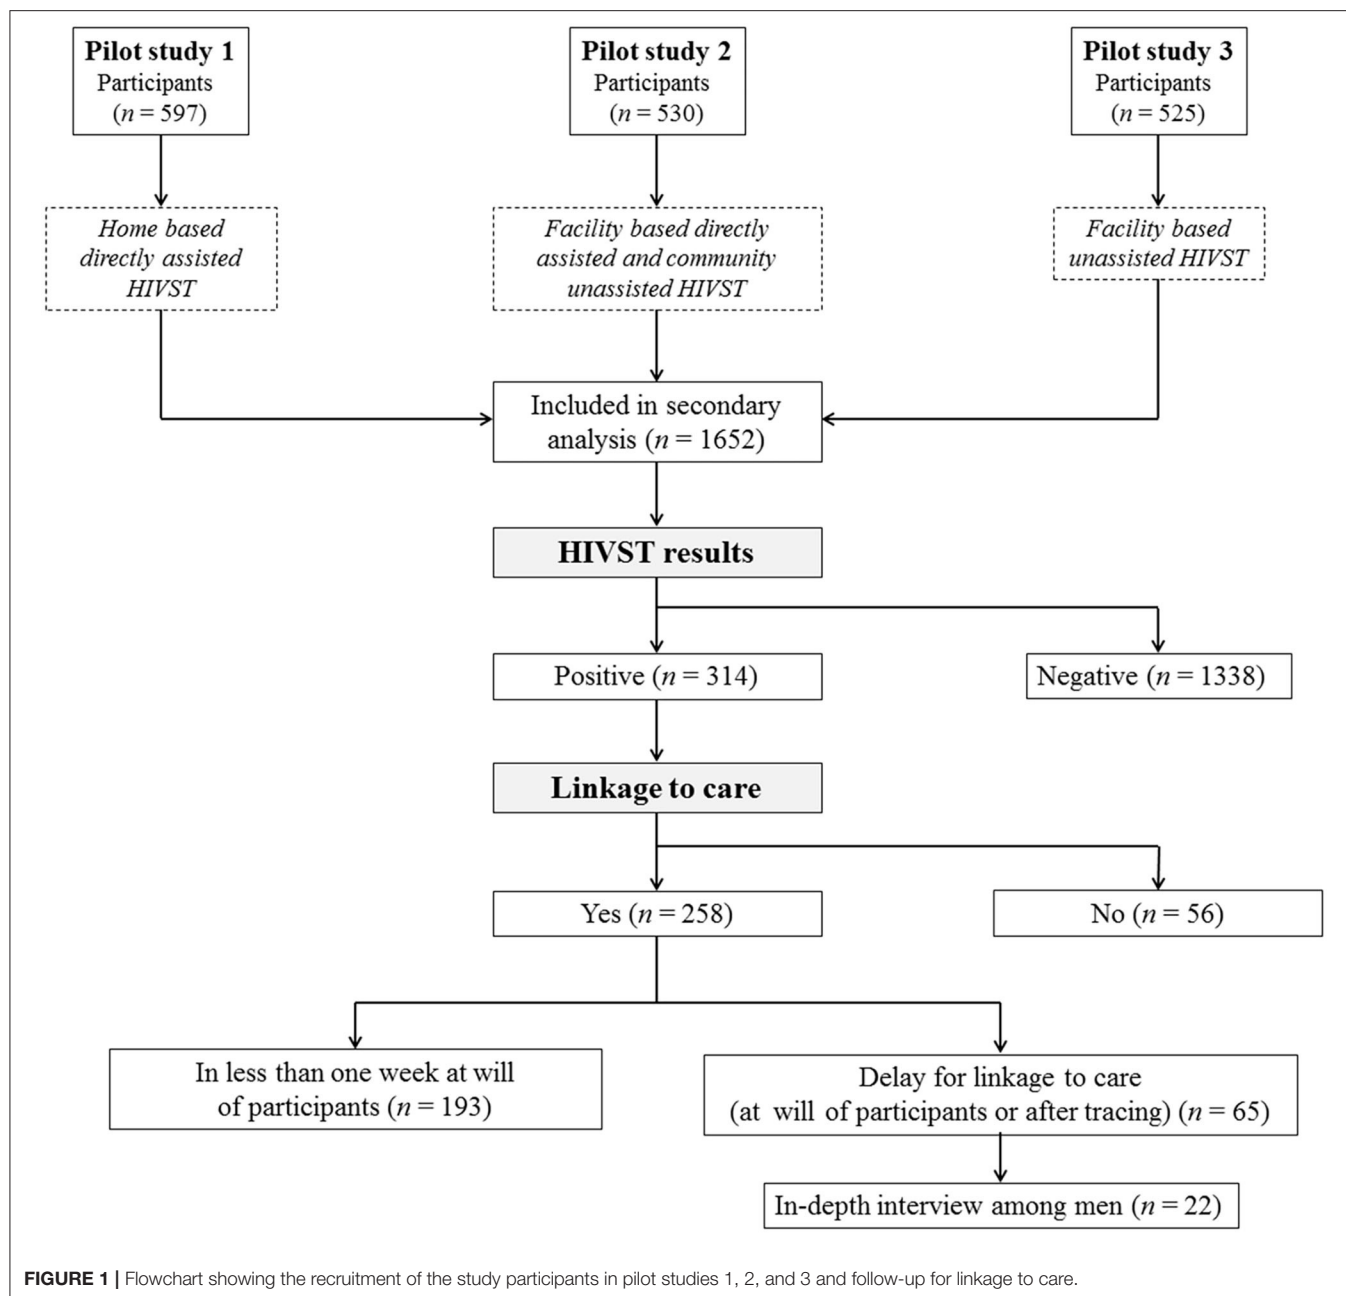 Pilot study 1
Participants
(n = 597)
Pilot study 2
Participants
(n = 530)
Pilot study 3
Participants
(n = 525)
Home based
directly assisted
HIVST
Facility based directly
assisted and community
unassisted HIVST
Facility based
unassisted HIVST
Included in secondary
analysis (n = 1652)
HIVST results
Positive (n = 314)
Negative (n = 1338)
Linkage to care
Yes (n = 258)
No (n = 56)
In less than one week at will
of participants (n = 193)
Delay for linkage to care
(at will of participants or after tracing) (n = 65)
In-depth interview among men (n = 22)
FIGURE 1 | Flowchart showing the recruitment of the study participants in pilot studies 1, 2, and 3 and follow-up for linkage to care.